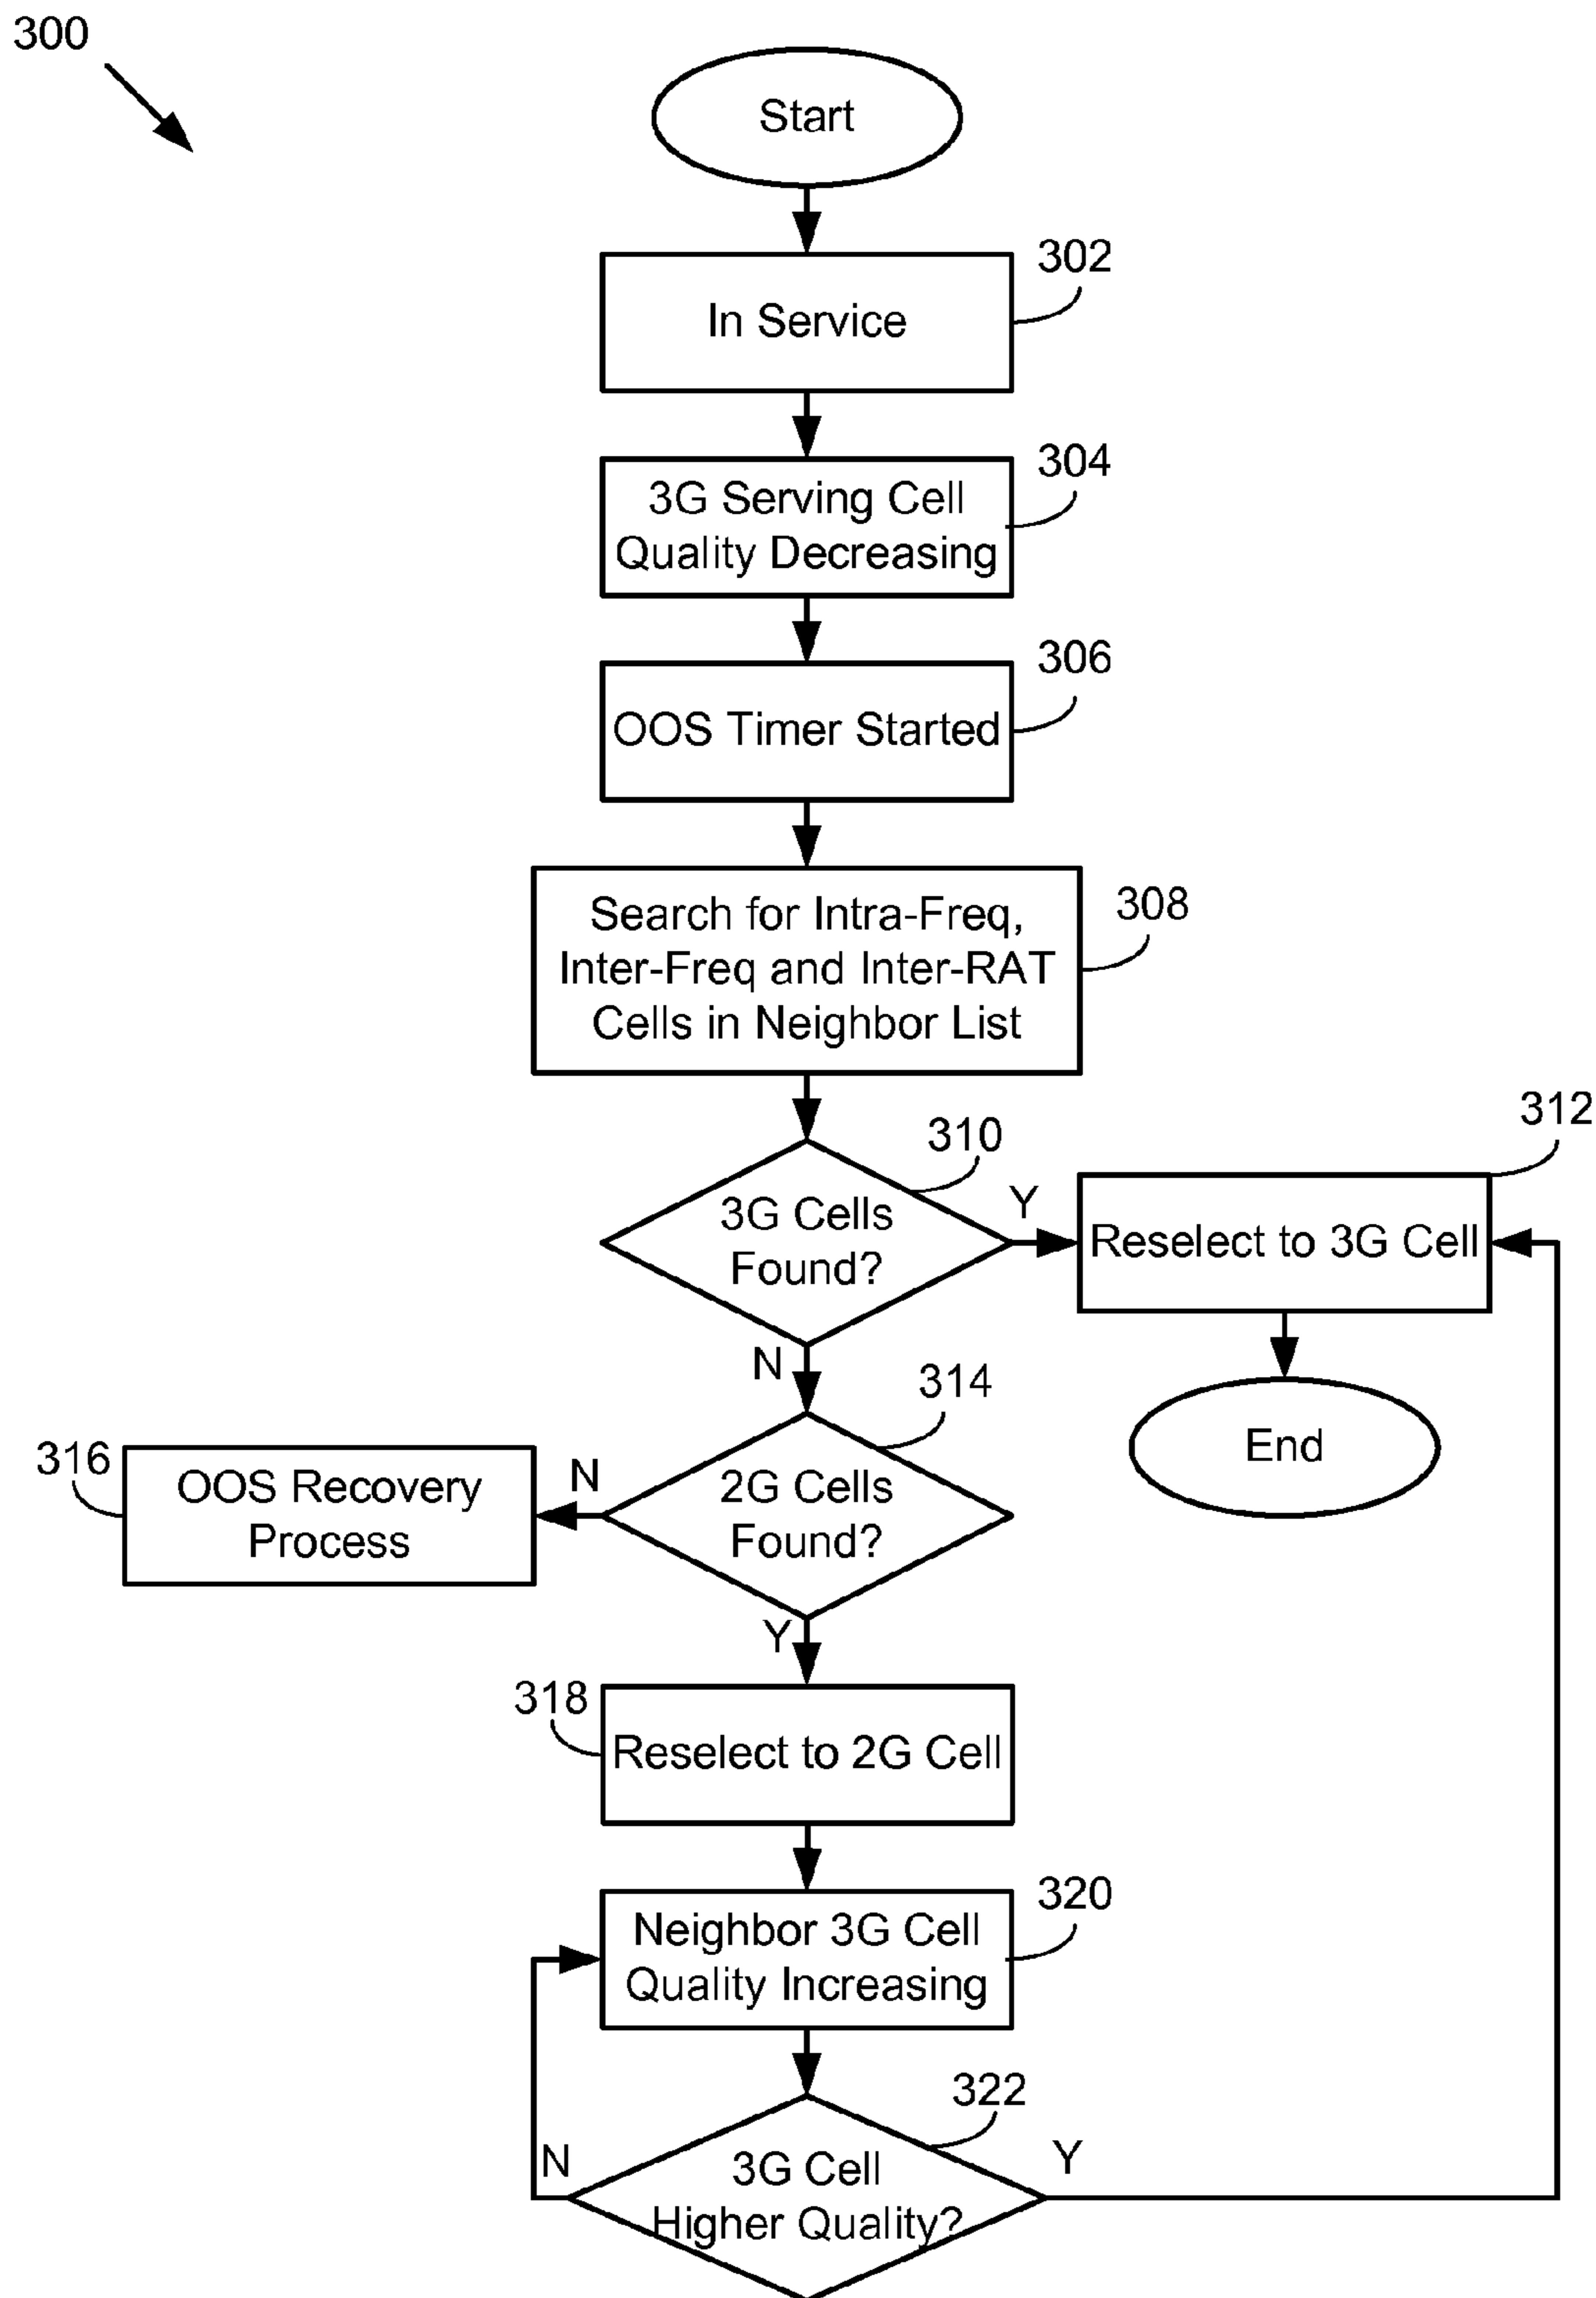 300
Start
302
In Service
304
3G Serving Cell
Quality Decreasing
306
OOS Timer Started
308
Search for Intra-Freq,
Inter-Freq and Inter-RAT
Cells in Neighbor List
310
3G Cells
Found?
Y
312
Reselect to 3G Cell
End
N
314
2G Cells
Found?
N
316
OOS Recovery
Process
Y
318
Reselect to 2G Cell
320
Neighbor 3G Cell
Quality Increasing
322
3G Cell
Higher Quality?
N
Y